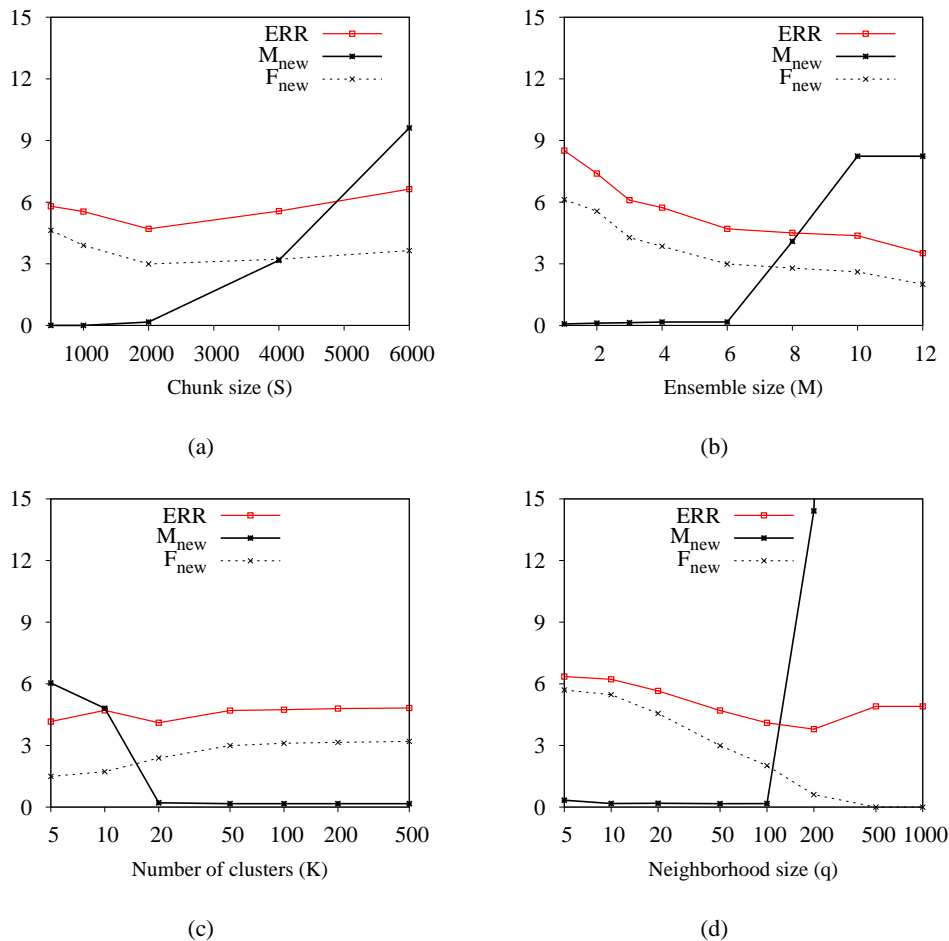 15
12
9
6
3
0
ERR
M_new
F_new
1000 2000 3000 4000 5000 6000
Chunk size (S)
(a)
15
12
9
6
3
0
ERR
M_new
F_new
2 4 6 8 10 12
Ensemble size (M)
(b)
15
12
9
6
3
0
ERR
M_new
F_new
5 10 20 50 100 200 500
Number of clusters (K)
(c)
15
12
9
6
3
0
ERR
M_new
F_new
5 10 20 50 100 200 500 1000
Neighborhood size (q)
(d)